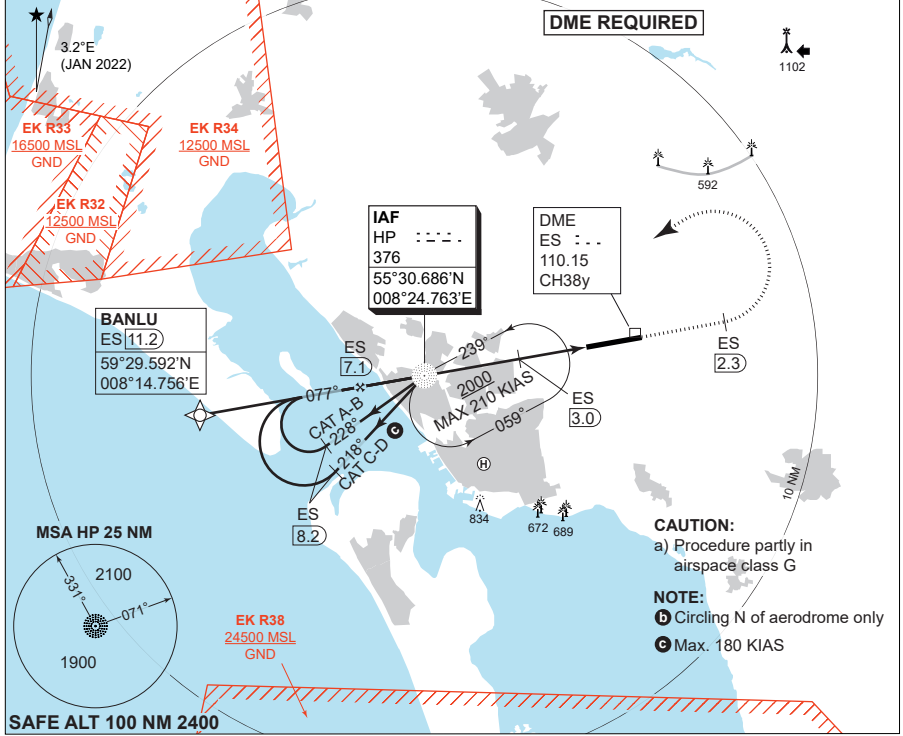 DME REQUIRED
3.2°E
(JAN 2022)
1102
EK R33
16500 MSL
GND
EK R34
12500 MSL
GND
592
EK R32
12500 MSL
GND
IAF
HP
376
55°30.686'N
008°24.763'E
DME
ES
110.15
CH38y
BANLU
ES 11.2
59°29.592'N
008°14.756'E
ES
7.1
239°
2000
MAX 210 KIAS
059°
ES
2.3
ES
3.0
077°
CAT A-B
228°
218°
CAT C-D
c
H
ES
8.2
834
672
689
10 NM
MSA HP 25 NM
331°
2100
071°
1900
CAUTION:
a) Procedure partly in
airspace class G
NOTE:
b Circling N of aerodrome only
c Max. 180 KIAS
EK R38
24500 MSL
GND
SAFE ALT 100 NM 2400